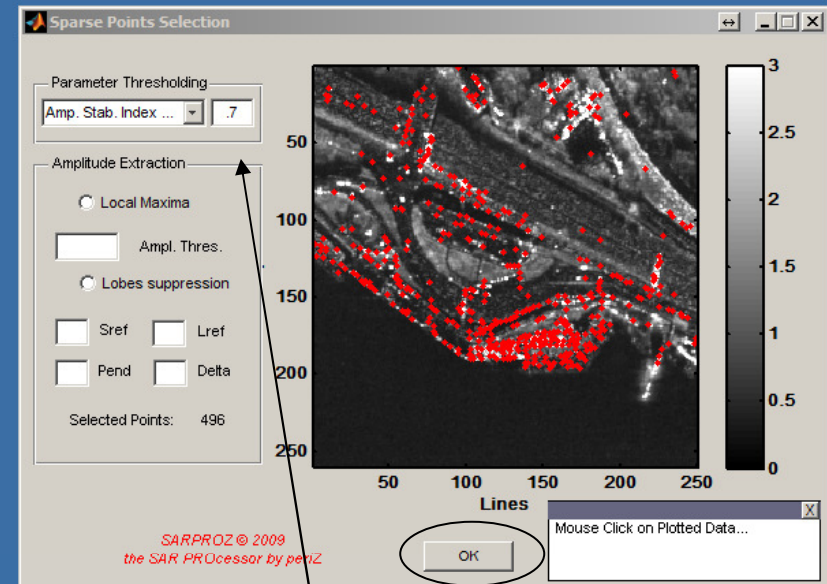 Sparse Points Selection
Parameter Thresholding
Amp. Stab. Index ... .7
Amplitude Extraction
Local Maxima
Ampl. Thres.
Lobes suppression
Sref Lref
Pend Delta
Selected Points: 496
50
100
150
200
250
50 100 150 200 250
Lines
3
2.5
2
1.5
1
0.5
0
SARPROZ © 2009
the SAR PROcessor by periZ
OK
X
Mouse Click on Plotted Data...